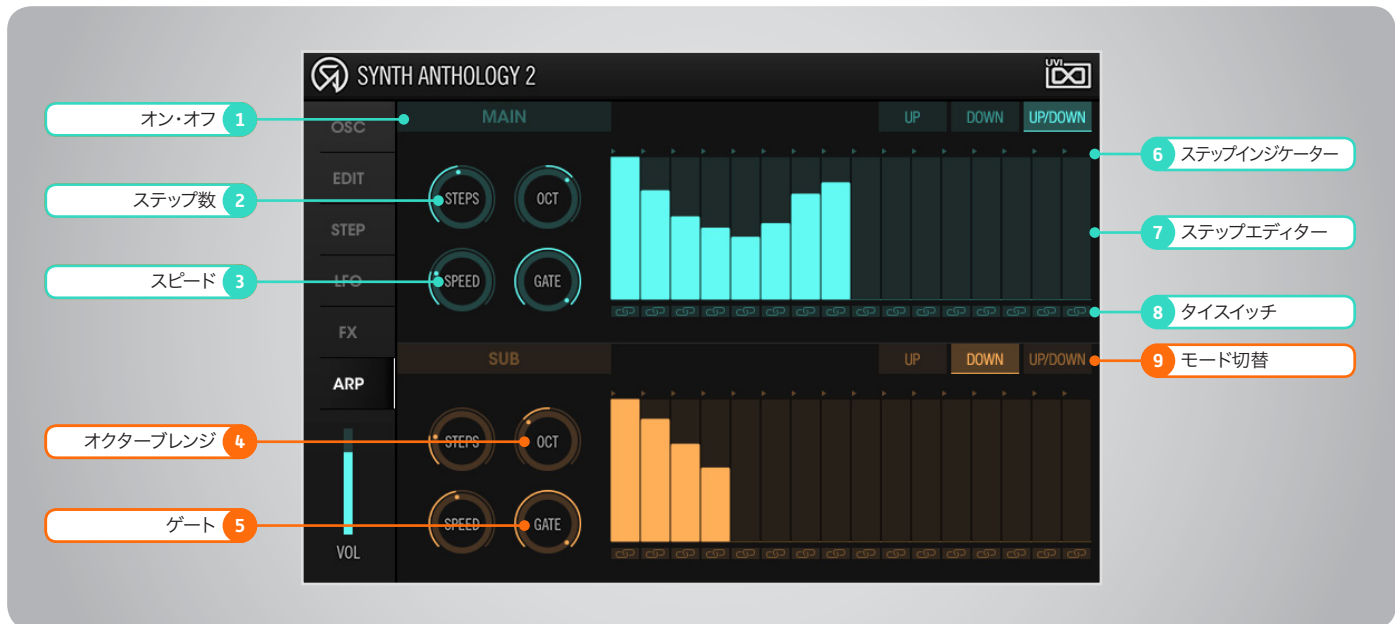 SYNTH ANTHOLOGY 2
UVI
オン・オフ 1
ステップ数 2
スピード 3
オクターブレンジ 4
ゲート 5
OSC
EDIT
STEP
LFO
FX
ARP
VOL
MAIN
UP DOWN UP/DOWN
STEPS OCT
SPEED GATE
SUB
UP DOWN UP/DOWN
STEPS OCT
SPEED GATE
6 ステップインジケーター
7 ステップエディター
8 タイスイッチ
9 モード切替